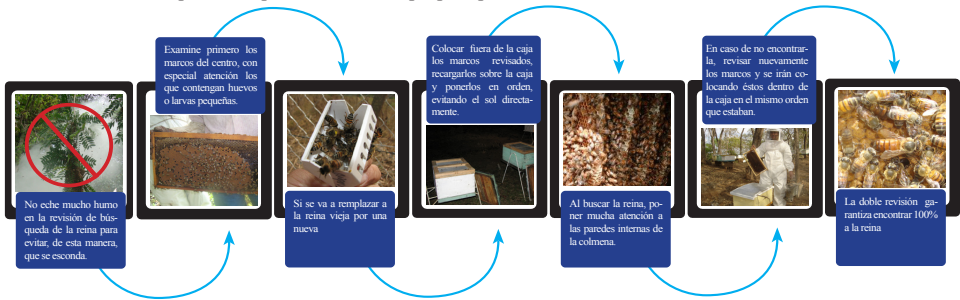 No eche mucho humo
en la revisión de bús-
queda de la reina para
evitar, de esta manera,
que se esconda.
Examine primero los
marcos del centro, con
especial atención los
que contengan huevos
o larvas pequeñas.
Si se va a remplazar a
la reina vieja por una
nueva
Colocar fuera de la caja
los marcos revisados,
recargarlos sobre la caja
y ponerlos en orden,
evitando el sol directa-
mente.
Al buscar la reina, po-
ner mucha atención a
las paredes internas de
la colmena.
En caso de no encontrar-
la, revisar nuevamente
los marcos y se irán co-
locando éstos dentro de
la caja en el mismo orden
que estaban.
La doble revisión ga-
rantiza encontrar 100%
a la reina